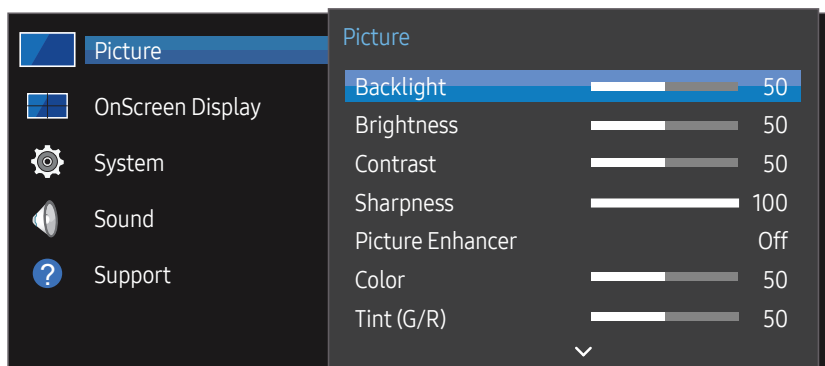 Picture
OnScreen Display
System
Sound
?
Support
Picture
Backlight 50
Brightness 50
Contrast 50
Sharpness 100
Picture Enhancer Off
Color 50
Tint (G/R) 50